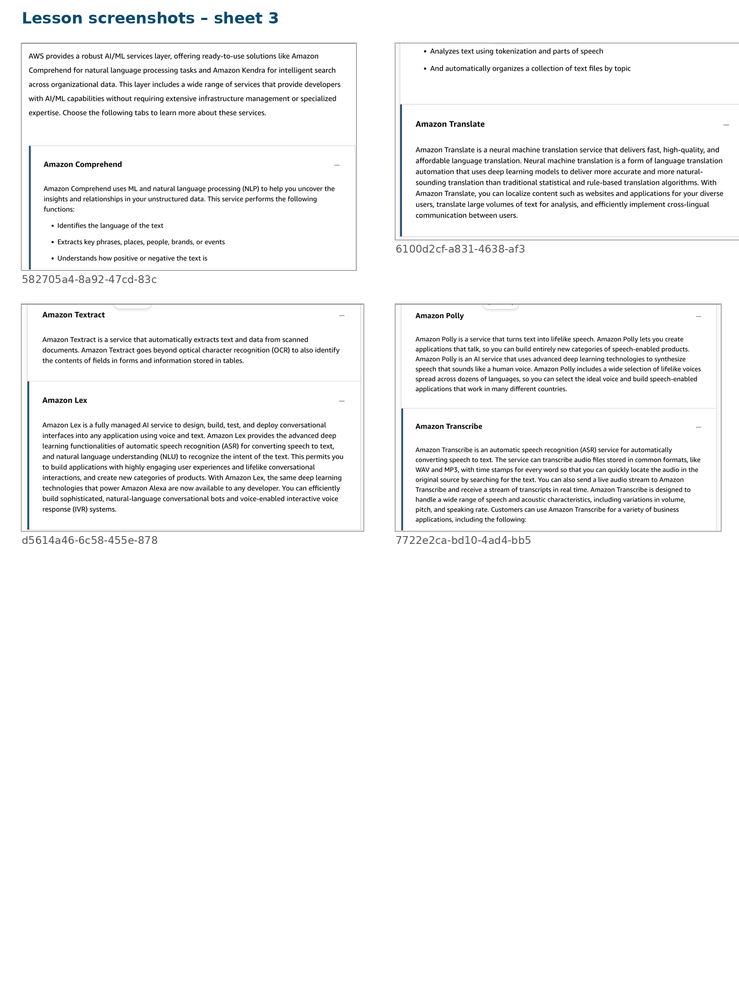 Lesson screenshots – sheet 3
AWS provides a robust AI/ML services layer, offering ready-to-use solutions like Amazon
Comprehend for natural language processing tasks and Amazon Kendra for intelligent search
across organizational data. This layer includes a wide range of services that provide developers
with AI/ML capabilities without requiring extensive infrastructure management or specialized
expertise. Choose the following tabs to learn more about these services.
Amazon Comprehend
Amazon Comprehend uses ML and natural language processing (NLP) to help you uncover the
insights and relationships in your unstructured data. This service performs the following
functions:
• Identifies the language of the text
• Extracts key phrases, places, people, brands, or events
• Understands how positive or negative the text is
582705a4-8a92-47cd-83c
• Analyzes text using tokenization and parts of speech
• And automatically organizes a collection of text files by topic
Amazon Translate
Amazon Translate is a neural machine translation service that delivers fast, high-quality, and
affordable language translation. Neural machine translation is a form of language translation
automation that uses deep learning models to deliver more accurate and more natural-
sounding translation than traditional statistical and rule-based translation algorithms. With
Amazon Translate, you can localize content such as websites and applications for your diverse
users, translate large volumes of text for analysis, and efficiently implement cross-lingual
communication between users.
6100d2cf-a831-4638-af3
Amazon Textract
Amazon Textract is a service that automatically extracts text and data from scanned
documents. Amazon Textract goes beyond optical character recognition (OCR) to also identify
the contents of fields in forms and information stored in tables.
Amazon Lex
Amazon Lex is a fully managed AI service to design, build, test, and deploy conversational
interfaces into any application using voice and text. Amazon Lex provides the advanced deep
learning functionalities of automatic speech recognition (ASR) for converting speech to text,
and natural language understanding (NLU) to recognize the intent of the text. This permits you
to build applications with highly engaging user experiences and lifelike conversational
interactions, and create new categories of products. With Amazon Lex, the same deep learning
technologies that power Amazon Alexa are now available to any developer. You can efficiently
build sophisticated, natural-language conversational bots and voice-enabled interactive voice
response (IVR) systems.
d5614a46-6c58-455e-878
Amazon Polly
Amazon Polly is a service that turns text into lifelike speech. Amazon Polly lets you create
applications that talk, so you can build entirely new categories of speech-enabled products.
Amazon Polly is an AI service that uses advanced deep learning technologies to synthesize
speech that sounds like a human voice. Amazon Polly includes a wide selection of lifelike voices
spread across dozens of languages, so you can select the ideal voice and build speech-enabled
applications that work in many different countries.
Amazon Transcribe
Amazon Transcribe is an automatic speech recognition (ASR) service for automatically
converting speech to text. The service can transcribe audio files stored in common formats, like
WAV and MP3, with time stamps for every word so that you can quickly locate the audio in the
original source by searching for the text. You can also send a live audio stream to Amazon
Transcribe and receive a stream of transcripts in real time. Amazon Transcribe is designed to
handle a wide range of speech and acoustic characteristics, including variations in volume,
pitch, and speaking rate. Customers can use Amazon Transcribe for a variety of business
applications, including the following:
7722e2ca-bd10-4ad4-bb5